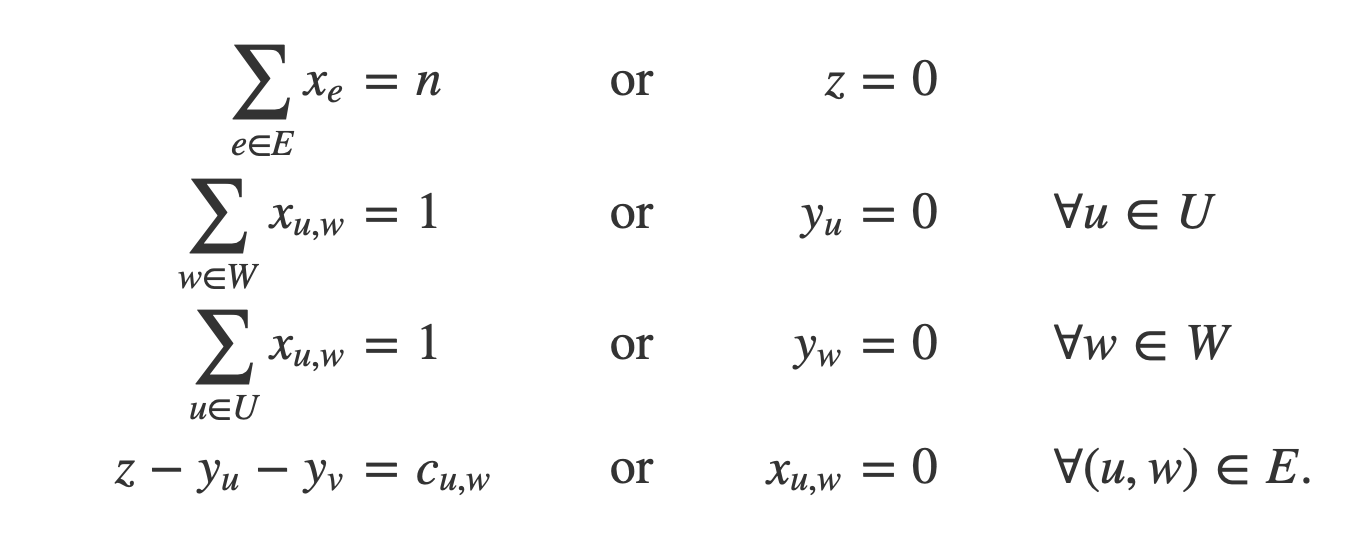 ∑_{e∈E} x_e = n or z = 0
∑_{w∈W} x_{u,w} = 1 or y_u = 0 ∀u ∈ U
∑_{u∈U} x_{u,w} = 1 or y_w = 0 ∀w ∈ W
z − y_u − y_v = c_{u,w} or x_{u,w} = 0 ∀(u, w) ∈ E.